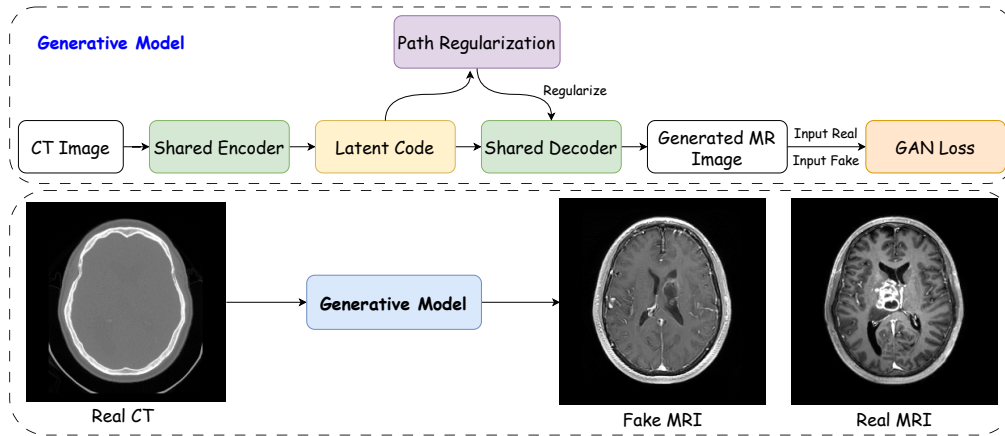 Generative Model
Path Regularization
Regularize
CT Image
Shared Encoder
Latent Code
Shared Decoder
Generated MR
Image
Input Real
Input Fake
GAN Loss
Generative Model
Real CT
Fake MRI
Real MRI